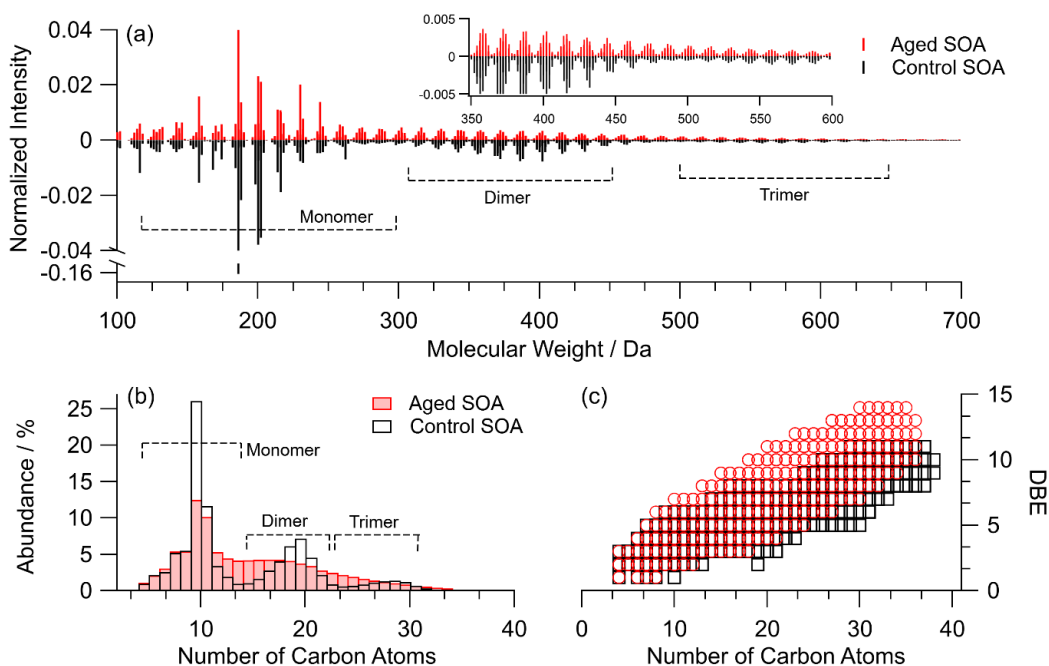 (a)
Normalized Intensity
0.04
0.02
0
-0.02
-0.04
-0.16
Monomer
Dimer
Trimer
0.005
0
-0.005
350 400 450 500 550 600
Aged SOA
Control SOA
100 200 300 400 500 600 700
Molecular Weight / Da
(b)
Abundance / %
25
20
15
10
5
0
Aged SOA
Control SOA
Monomer
Dimer
Trimer
10 20 30 40
Number of Carbon Atoms
(c)
15
10
5
0
DBE
0 10 20 30 40
Number of Carbon Atoms